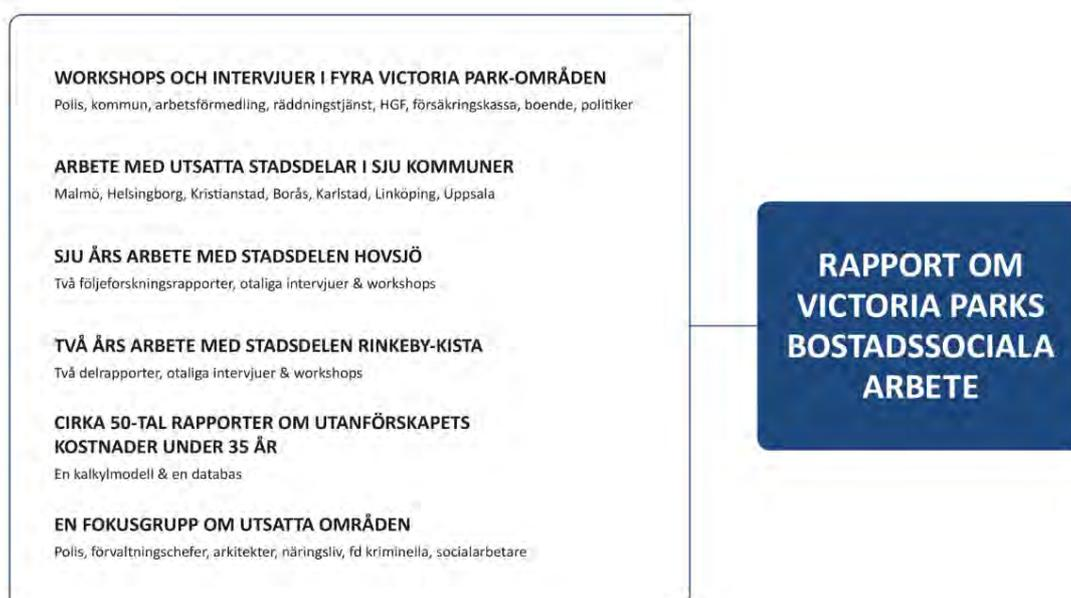 WORKSHOPS OCH INTERVJUER I FYRA VICTORIA PARK-OMRÅDEN
Polis, kommun, arbetsförmedling, räddningstjänst, HGF, försäkringskassa, boende, politiker
ARBETE MED UTSATTA STADSDELAR I SJU KOMMUNER
Malmö, Helsingborg, Kristianstad, Borås, Karlstad, Linköping, Uppsala
SJU ÅRS ARBETE MED STADSDELEN HOVSJÖ
Två följeforskningsrapporter, otaliga intervjuer & workshops
TVÅ ÅRS ARBETE MED STADSDELEN RINKEBY-KISTA
Två delrapporter, otaliga intervjuer & workshops
CIRKA 50-TAL RAPPORTER OM UTANFÖRSKAPETS
KOSTNADER UNDER 35 ÅR
En kalkylmodell & en databas
EN FOKUSGRUPP OM UTSATTA OMRÅDEN
Polis, förvaltningschefer, arkitekter, näringsliv, fd kriminella, socialarbetare
RAPPORT OM
VICTORIA PARKS
BOSTADSSOCIALA
ARBETE